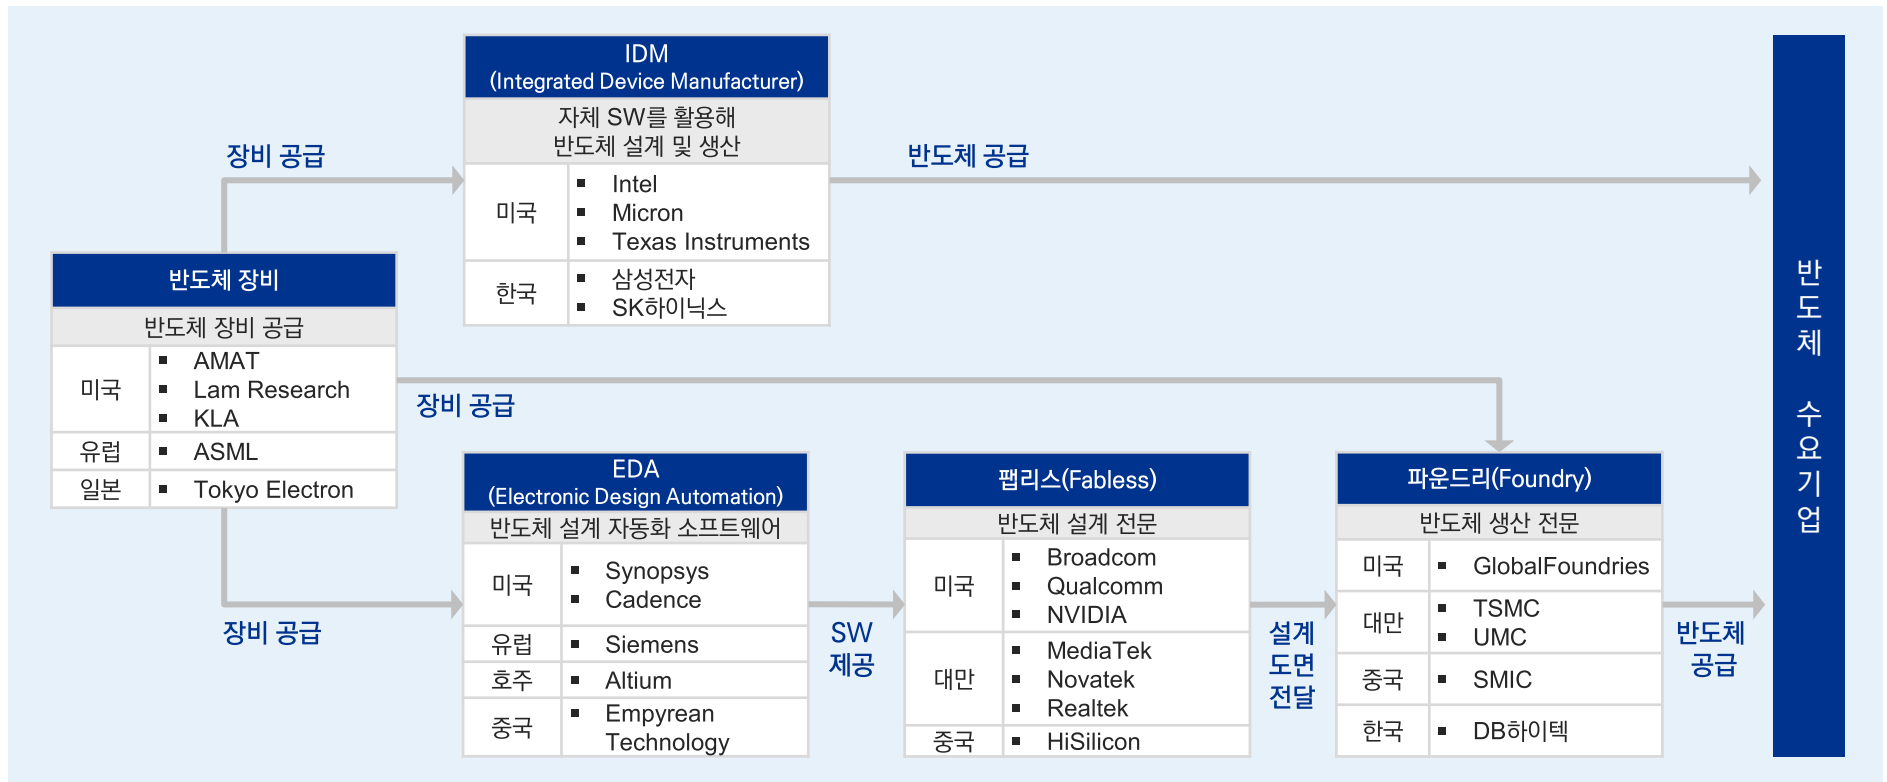 IDM
(Integrated Device Manufacturer)
자체 SW를 활용해
반도체 설계 및 생산
미국
▪ Intel
▪ Micron
▪ Texas Instruments
한국
▪ 삼성전자
▪ SK하이닉스
장비 공급
반도체 공급
반도체 장비
반도체 장비 공급
미국
▪ AMAT
▪ Lam Research
▪ KLA
유럽
▪ ASML
일본
▪ Tokyo Electron
장비 공급
장비 공급
EDA
(Electronic Design Automation)
반도체 설계 자동화 소프트웨어
미국
▪ Synopsys
▪ Cadence
유럽
▪ Siemens
호주
▪ Altium
중국
▪ Empyrean
Technology
SW
제공
팹리스(Fabless)
반도체 설계 전문
미국
▪ Broadcom
▪ Qualcomm
▪ NVIDIA
대만
▪ MediaTek
▪ Novatek
▪ Realtek
중국
▪ HiSilicon
설계
도면
전달
파운드리(Foundry)
반도체 생산 전문
미국
▪ GlobalFoundries
대만
▪ TSMC
▪ UMC
중국
▪ SMIC
한국
▪ DB하이텍
반도체
공급
반도체 수요기업